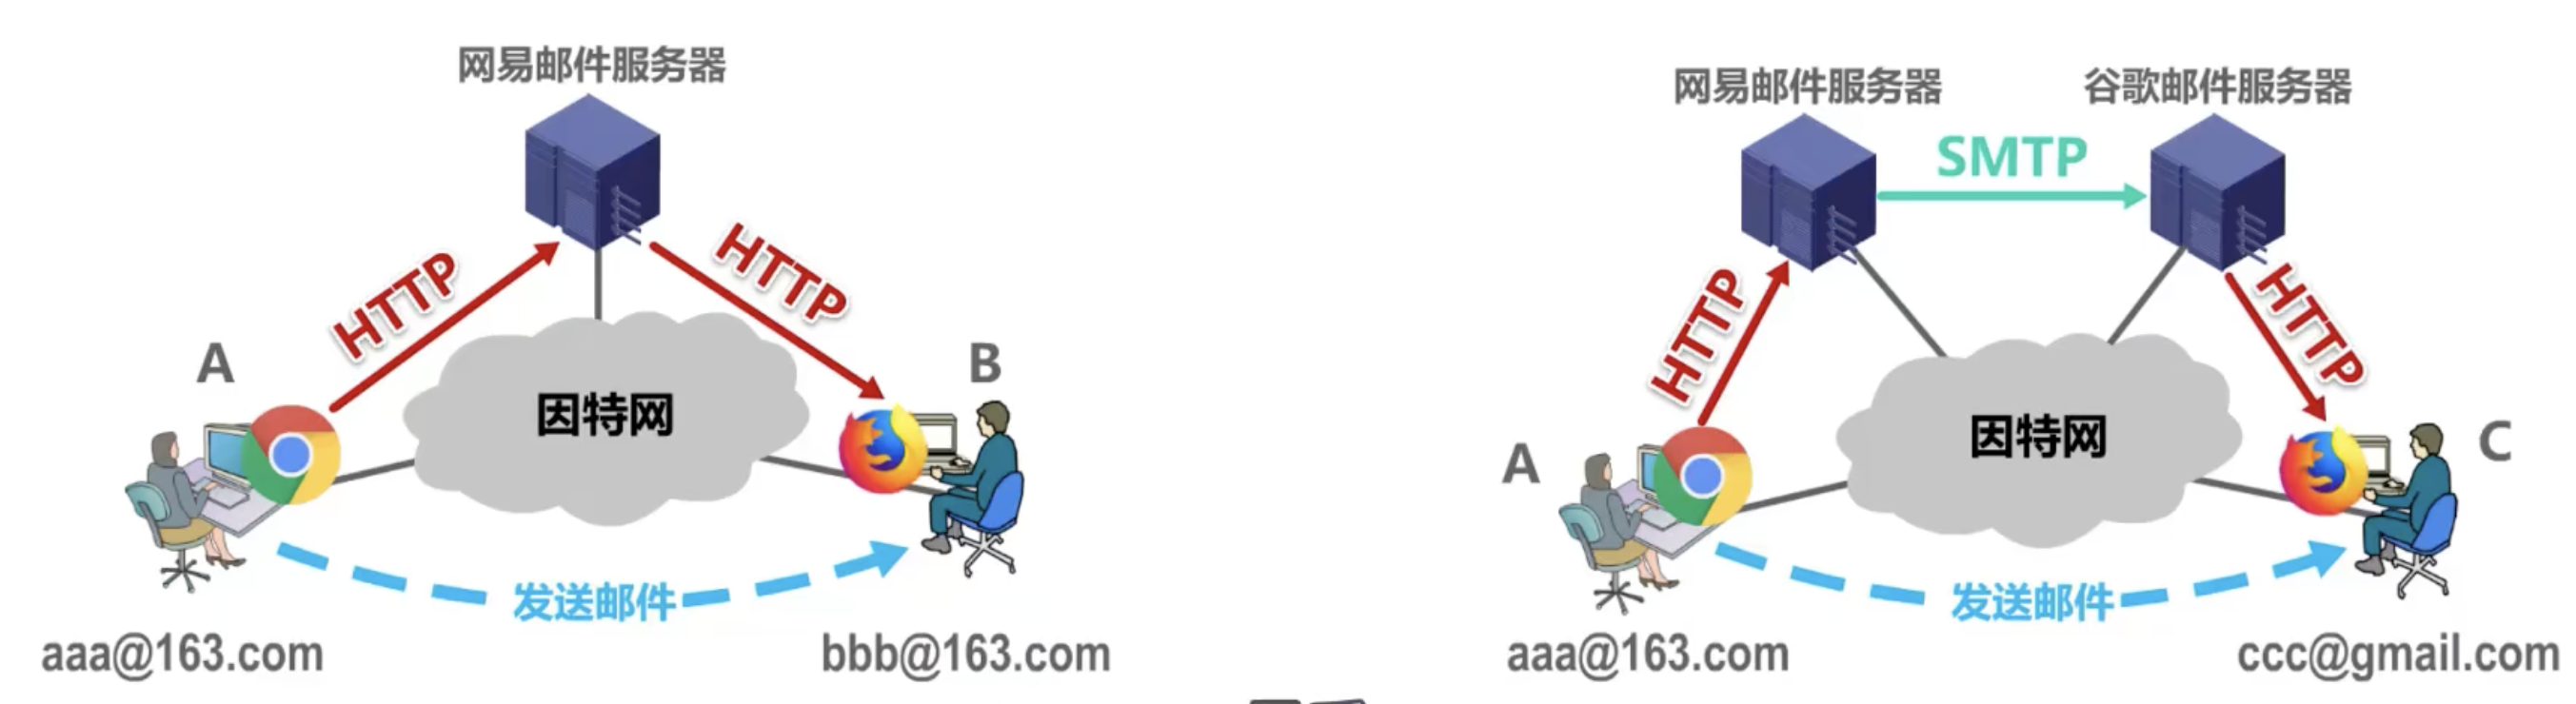 网易邮件服务器
HTTP
HTTP
A
B
因特网
发送邮件
aaa@163.com
bbb@163.com
网易邮件服务器
谷歌邮件服务器
SMTP
HTTP
HTTP
A
C
因特网
发送邮件
aaa@163.com
ccc@gmail.com